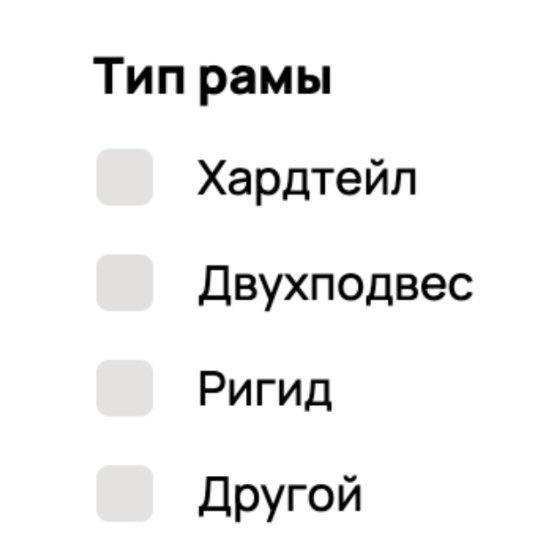 Тип рамы
Хардтейл
Двухподвес
Ригид
Другой